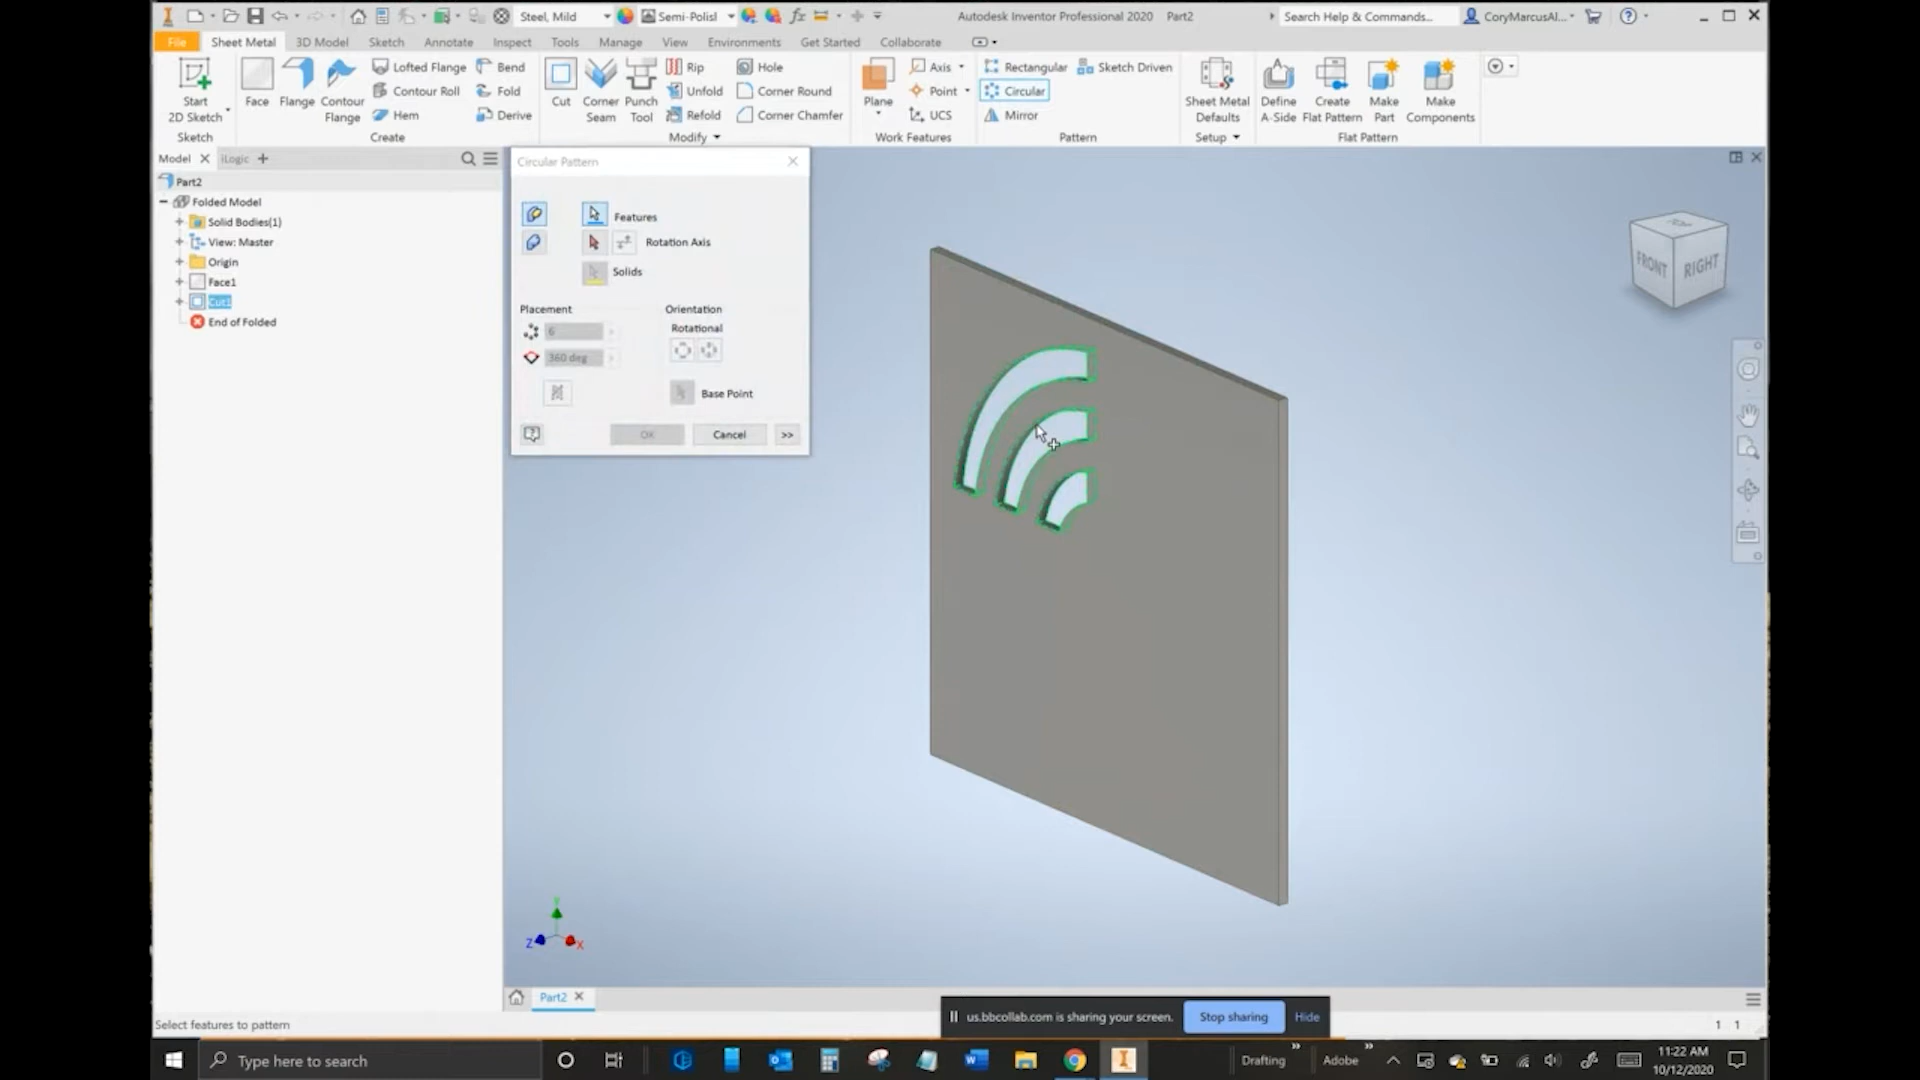 Steel, Mild Semi-Polisl Autodesk Inventor Professional 2020 Part2 Search Help & Commands... CoryMarcusAl...
File Sheet Metal 3D Model Sketch Annotate Inspect Tools Manage View Environments Get Started Collaborate
Start
2D Sketch
Sketch
Face
Flange
Contour
Flange
Lofted Flange
Contour Roll
Hem
Bend
Fold
Derive
Create
Cut
Corner
Seam
Punch
Tool
Rip
Unfold
Refold
Hole
Corner Round
Corner Chamfer
Modify
Plane
Axis
Point
UCS
Work Features
Rectangular
Circular
Mirror
Sketch Driven
Pattern
Sheet Metal
Defaults
Setup
Define
A-Side
Create
Flat Pattern
Make
Part
Make
Components
Flat Pattern
Model iLogic
Part2
Folded Model
Solid Bodies(1)
View: Master
Origin
Face1
Cut1
End of Folded
Circular Pattern
Features
Rotation Axis
Solids
Placement
6
360 deg
Orientation
Rotational
Base Point
OK Cancel >>
TOP
FRONT
RIGHT
Y
Z
X
Part2
Select features to pattern
us.bbcollab.com is sharing your screen. Stop sharing Hide
1 1
Type here to search
Drafting
Adobe
11:22 AM
10/12/2020